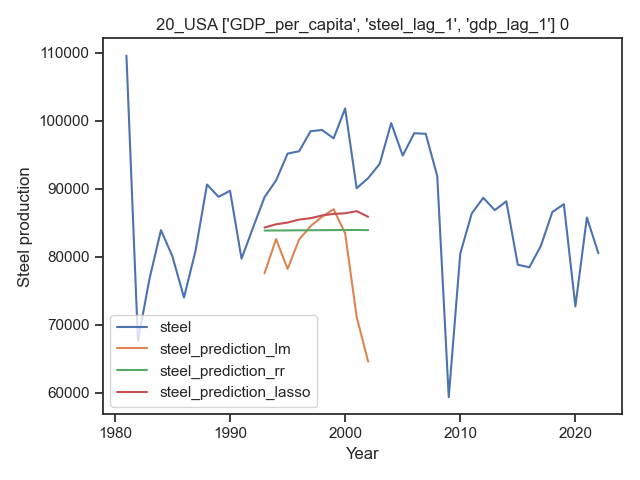 20_USA ['GDP_per_capita', 'steel_lag_1', 'gdp_lag_1'] 0
110000
100000
90000
80000
70000
60000
Steel production
steel
steel_prediction_lm
steel_prediction_rr
steel_prediction_lasso
1980
1990
2000
2010
2020
Year